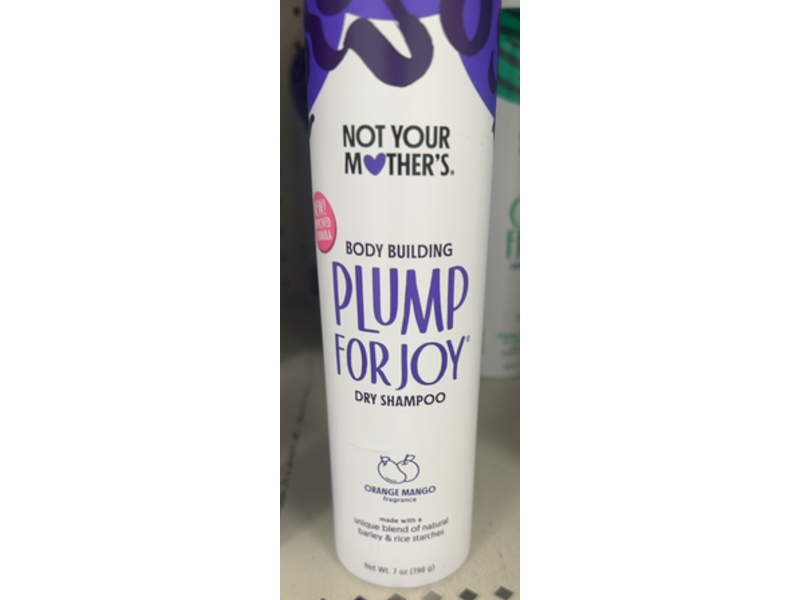 NOT YOUR
MOTHER'S®
NEW!
BODY BUILDING
PLUMP
FOR JOY®
DRY SHAMPOO
ORANGE MANGO
fragrance
made with a
unique blend of natural
barley & rice starches
Net Wt. 7 oz (198 g)